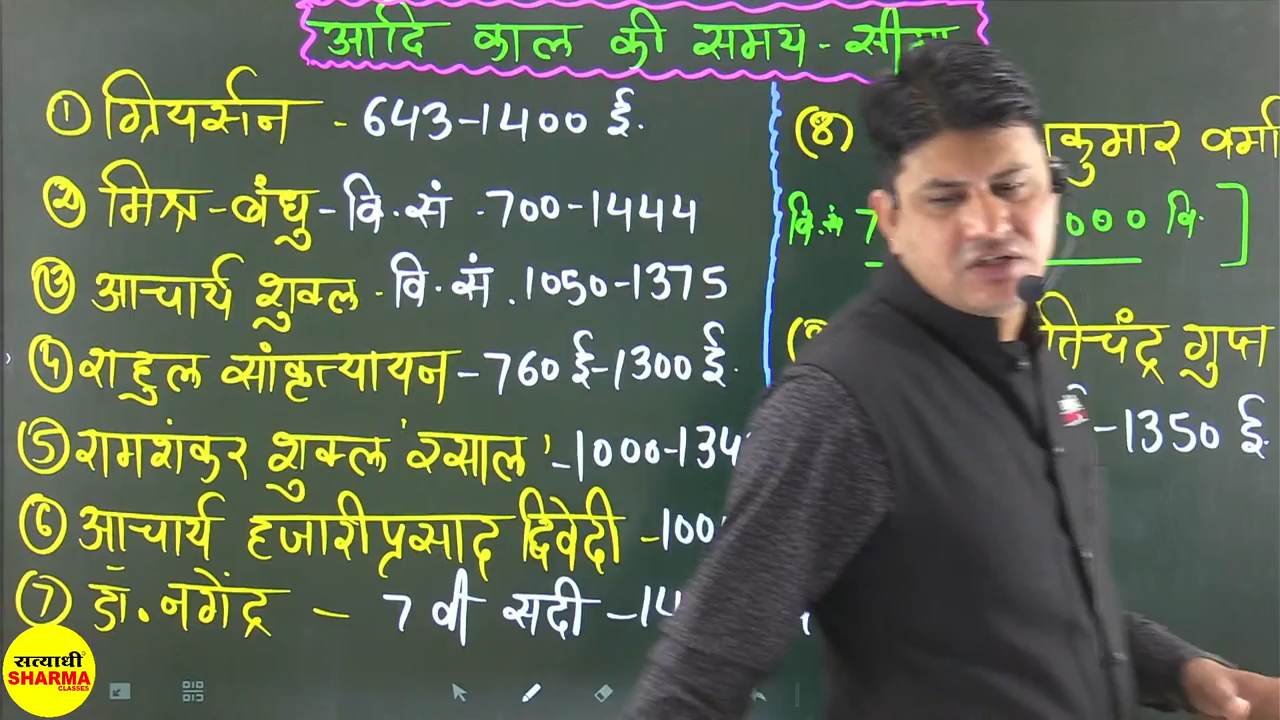 आदि काल की समय-सीमा
① ग्रियर्सन - 643-1400 ई.
② मिश्र-बंधु - वि.सं.-700-1444
③ आचार्य शुक्ल - वि.सं.1050-1375
④ राहुल सांकृत्यायन - 760 ई-1300 ई.
⑤ रामशंकर शुक्ल 'रसाल' - 1000-134
⑥ आचार्य हजारीप्रसाद द्विवेदी - 100
⑦ डॉ. नगेंद्र - 7 वी सदी - 14
(8) कुमार वर्मा
वि.सं 7 000 वि. ]
चंद्र गुप्त
-1350 ई.
सत्यार्थी
SHARMA
CLASSES